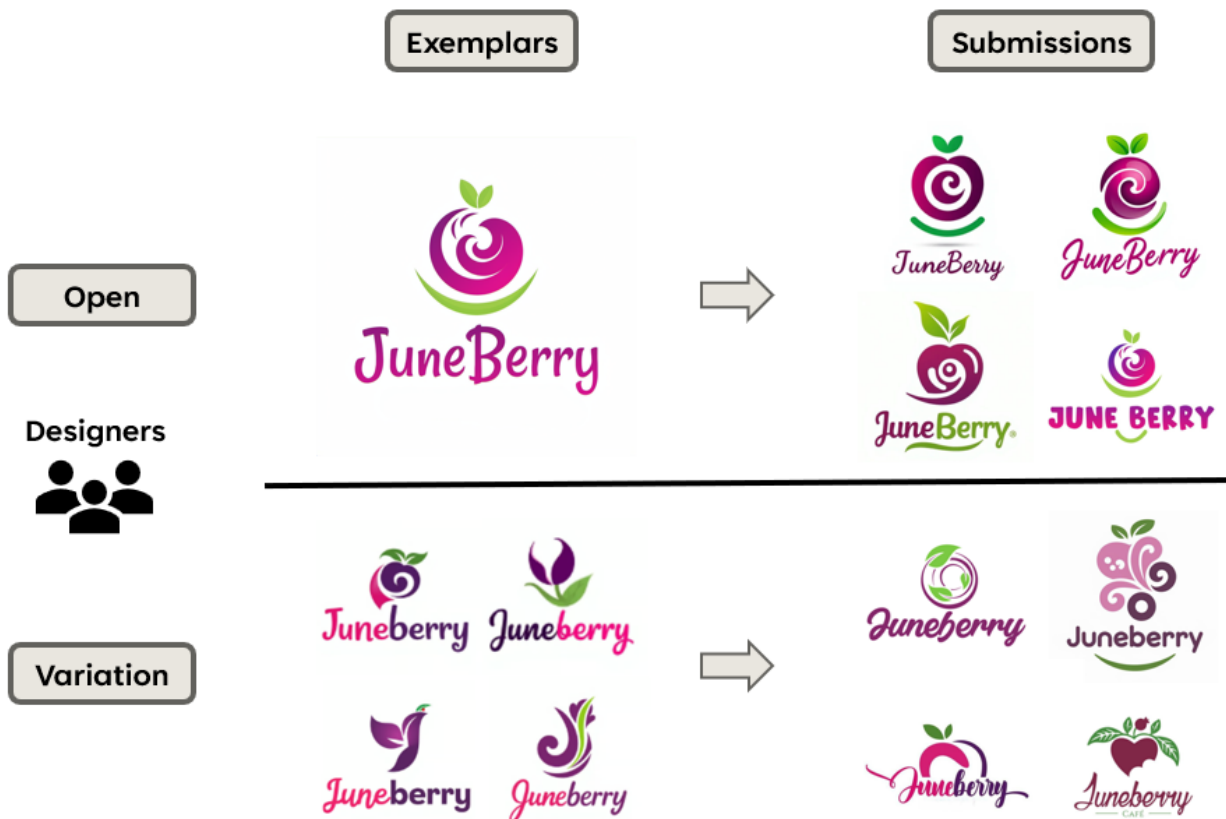 Exemplars
Submissions
Open
JuneBerry
JuneBerry
JuneBerry
JuneBerry®
JUNE BERRY
Designers
Variation
Juneberry
Juneberry
Juneberry
Juneberry
Juneberry
Juneberry
Juneberry
Juneberry
CAFÉ